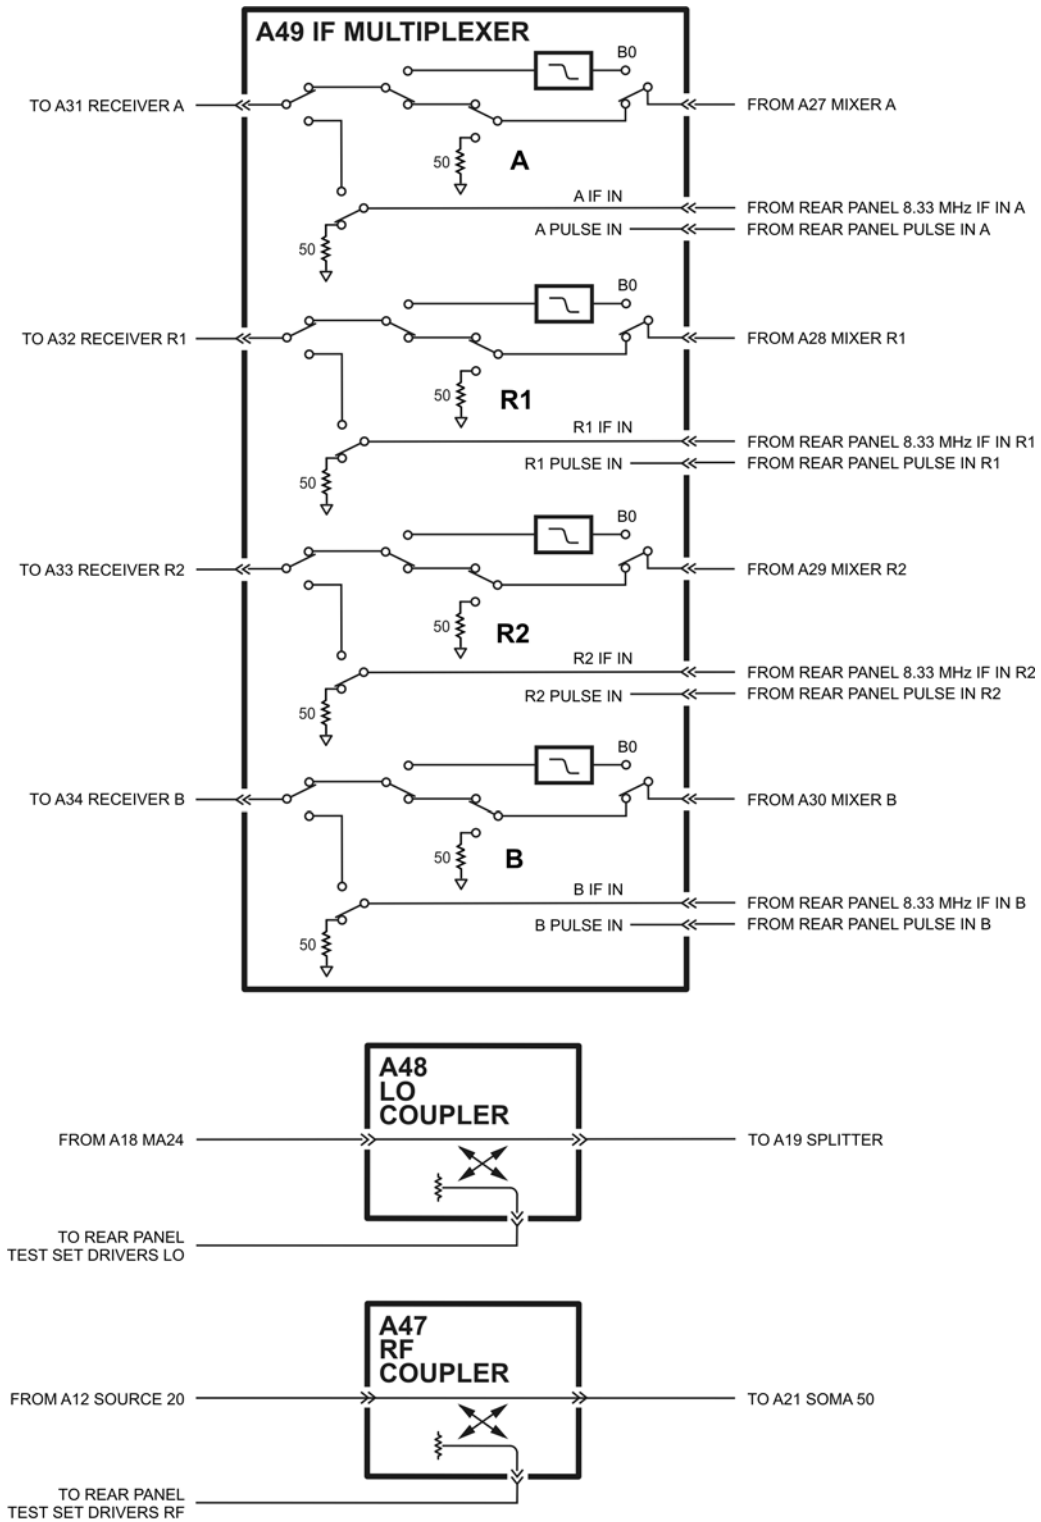 A49 IF MULTIPLEXER
B0
TO A31 RECEIVER A
FROM A27 MIXER A
50
A
A IF IN
FROM REAR PANEL 8.33 MHz IF IN A
A PULSE IN
FROM REAR PANEL PULSE IN A
50
B0
TO A32 RECEIVER R1
FROM A28 MIXER R1
50
R1
R1 IF IN
FROM REAR PANEL 8.33 MHz IF IN R1
R1 PULSE IN
FROM REAR PANEL PULSE IN R1
50
B0
TO A33 RECEIVER R2
FROM A29 MIXER R2
50
R2
R2 IF IN
FROM REAR PANEL 8.33 MHz IF IN R2
R2 PULSE IN
FROM REAR PANEL PULSE IN R2
50
B0
TO A34 RECEIVER B
FROM A30 MIXER B
50
B
B IF IN
FROM REAR PANEL 8.33 MHz IF IN B
B PULSE IN
FROM REAR PANEL PULSE IN B
50
A48
LO
COUPLER
FROM A18 MA24
TO A19 SPLITTER
TO REAR PANEL
TEST SET DRIVERS LO
A47
RF
COUPLER
FROM A12 SOURCE 20
TO A21 SOMA 50
TO REAR PANEL
TEST SET DRIVERS RF